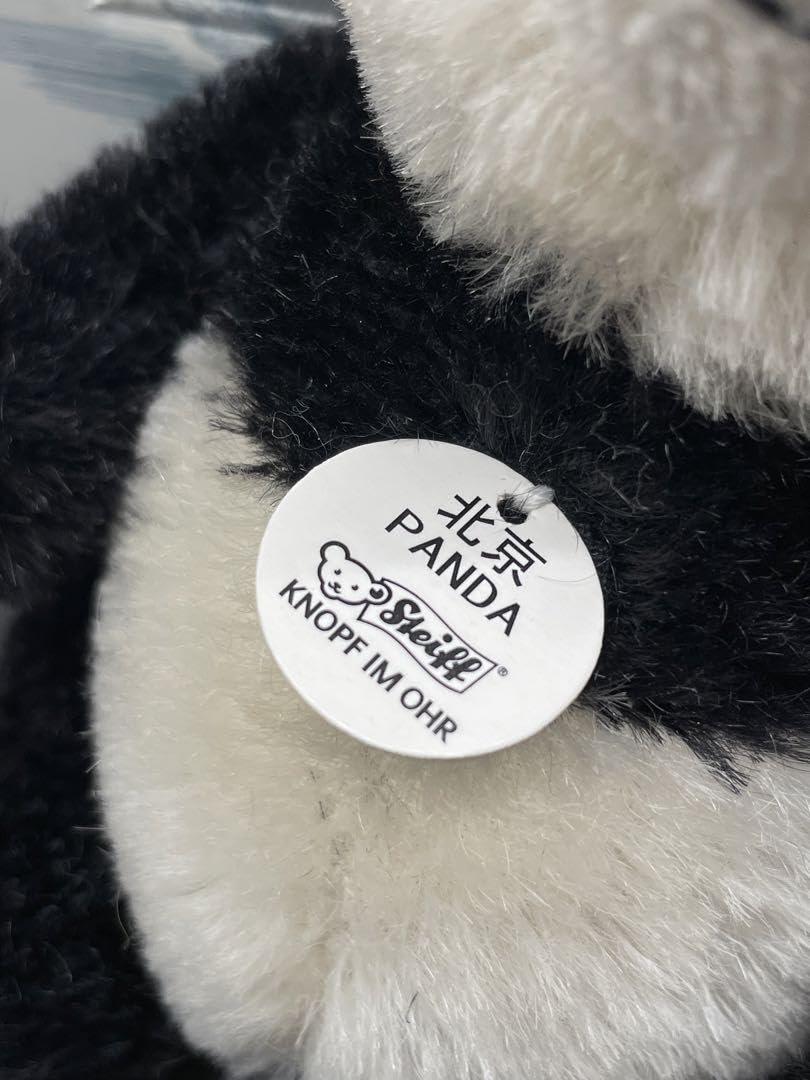 北京
PANDA
Steiff®
KNOPF IM OHR